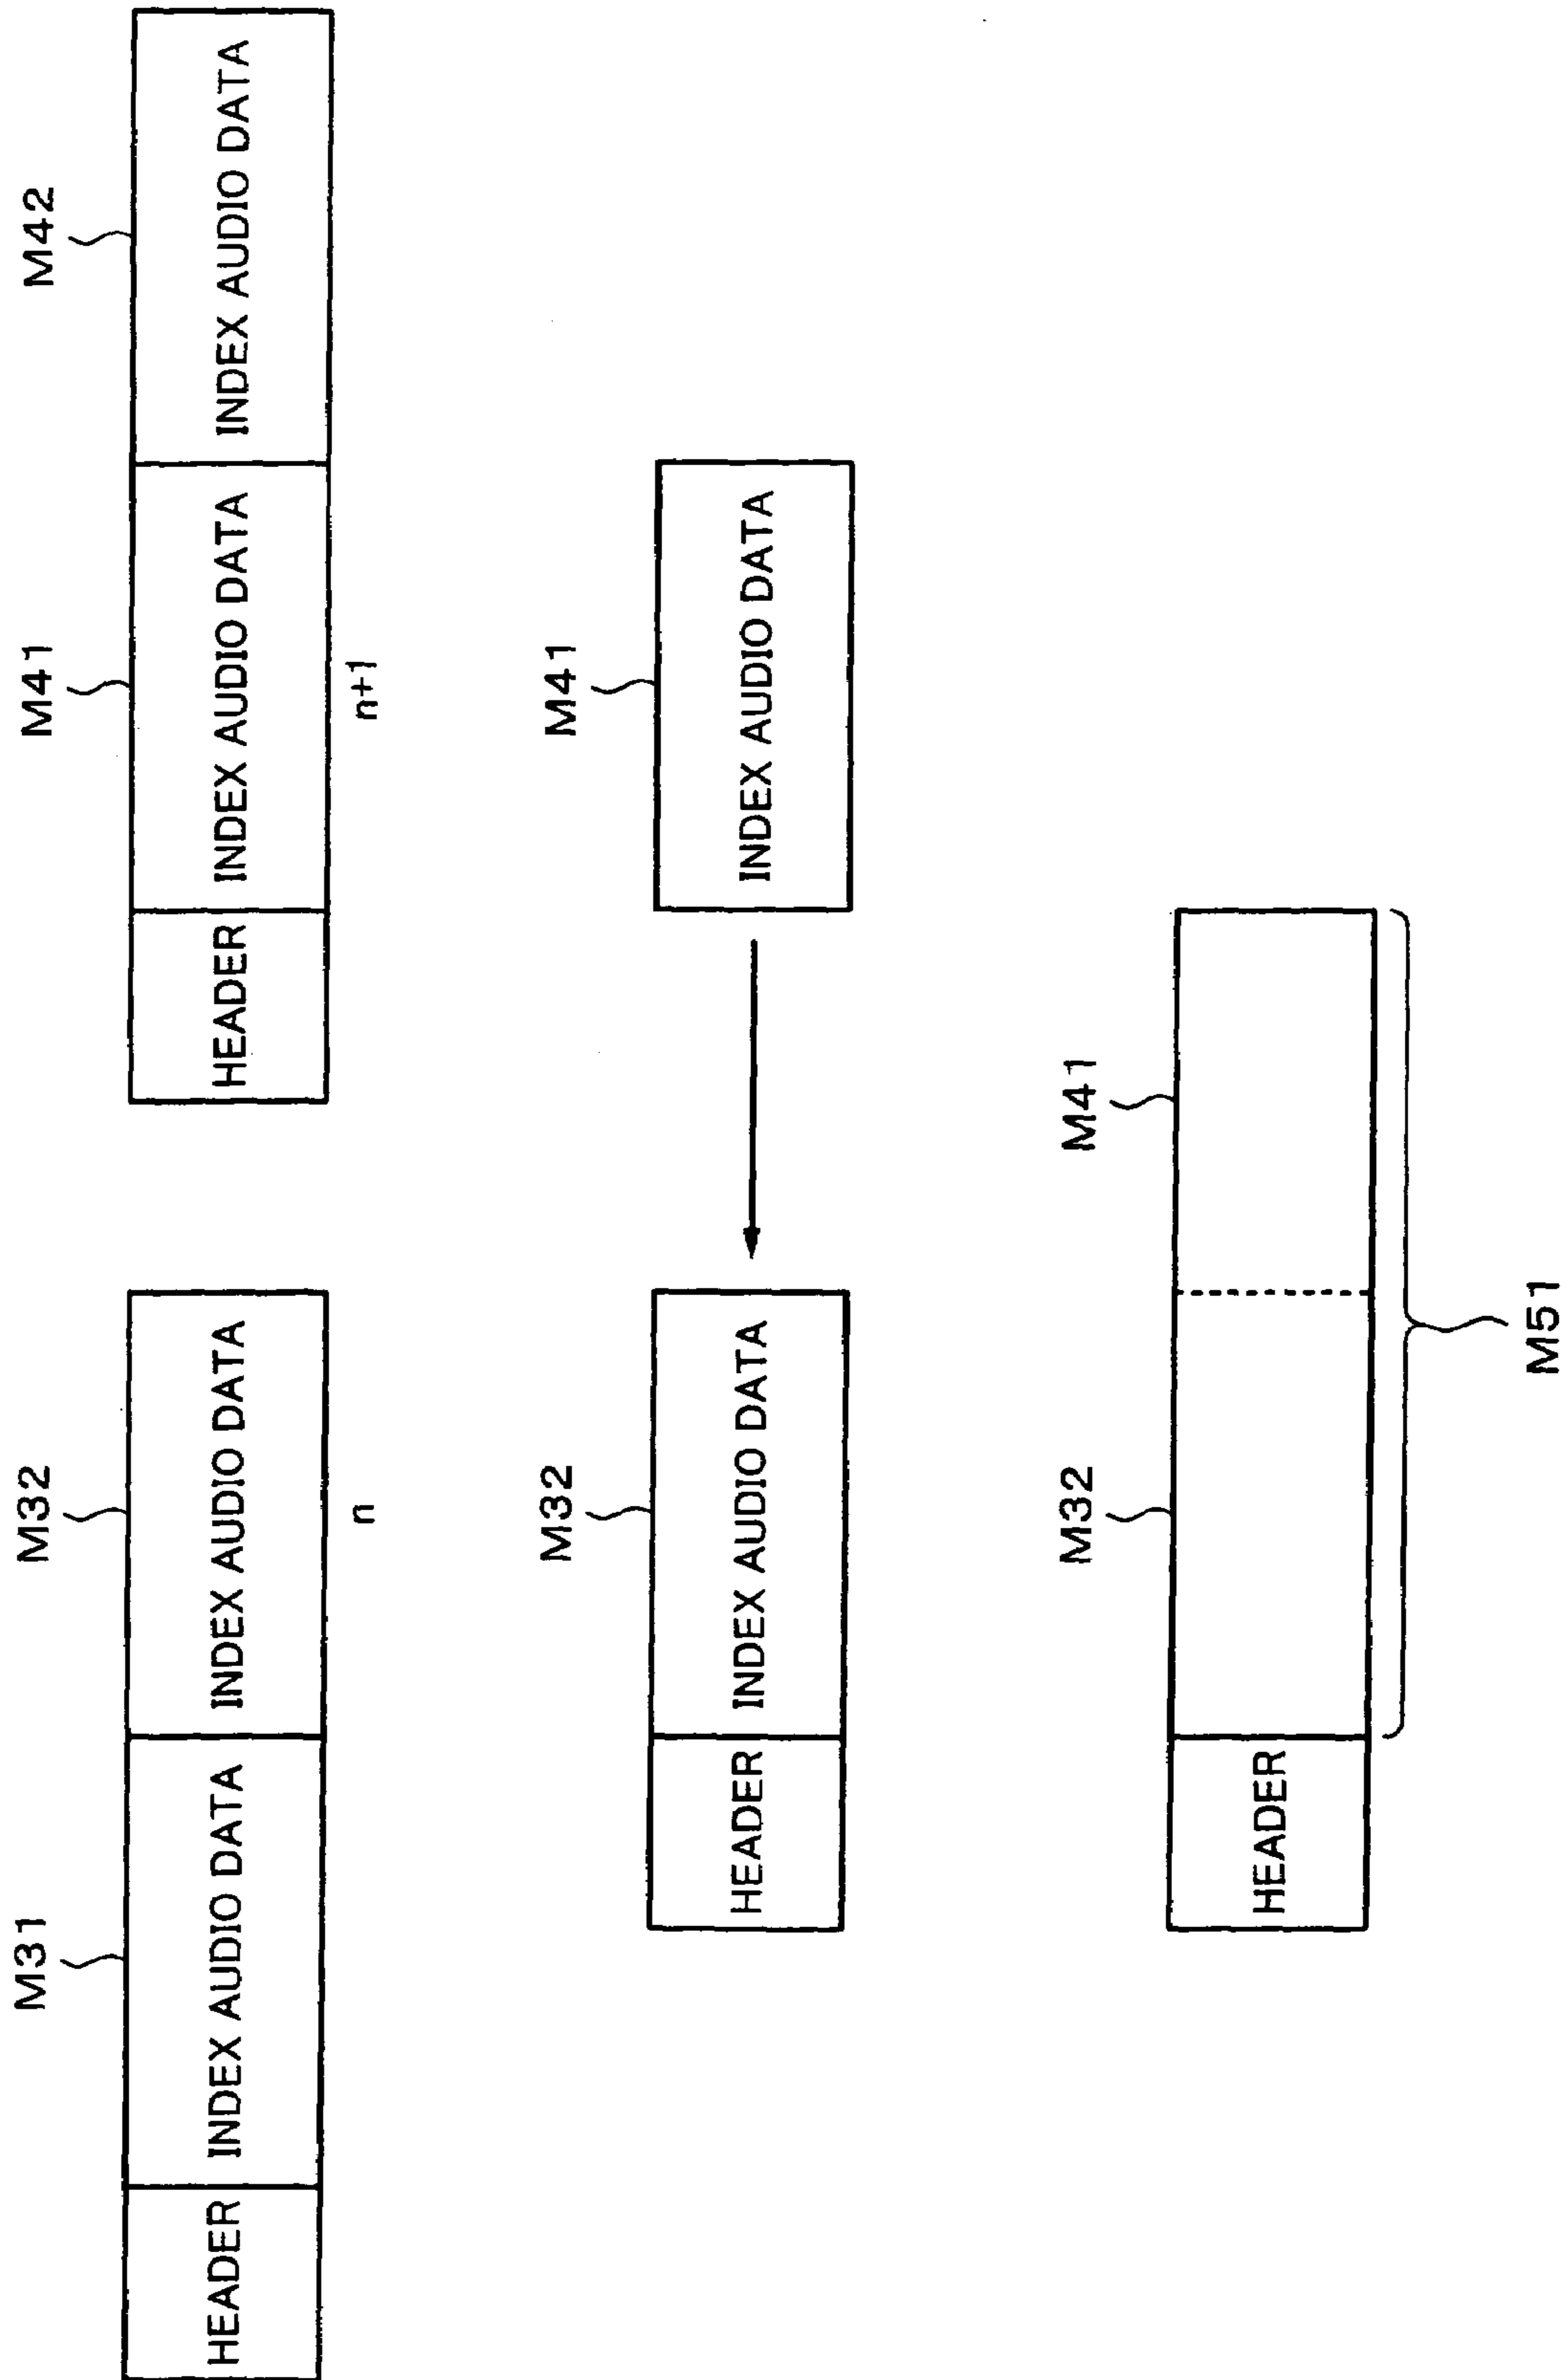 M31 M32 M41 M42
HEADER INDEX AUDIO DATA INDEX AUDIO DATA HEADER INDEX AUDIO DATA INDEX AUDIO DATA
n n+1
M32 M41
HEADER INDEX AUDIO DATA INDEX AUDIO DATA
M32 M41
HEADER
M51